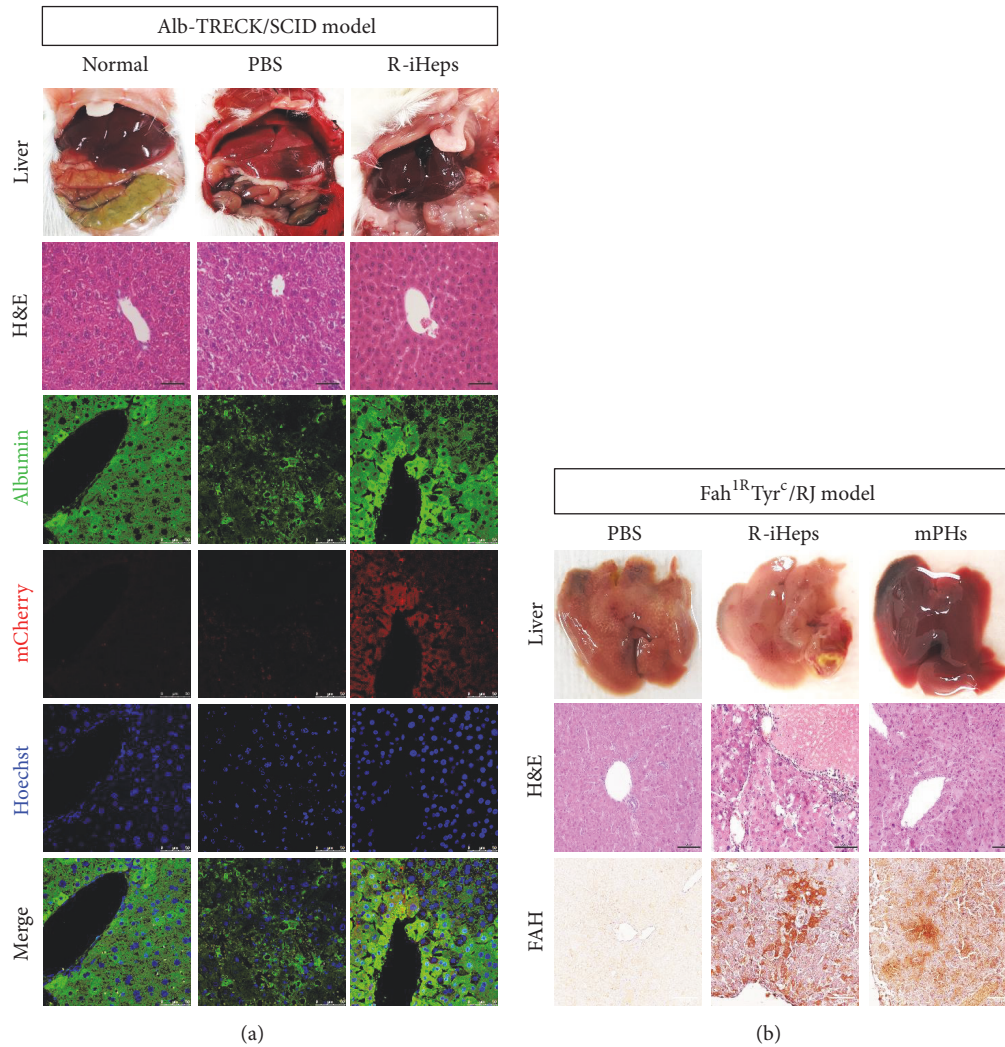 Alb-TRECK/SCID model
Normal PBS R-iHeps
Liver
H&E
Albumin
mCherry
Hoechst
Merge
(a)
Fah1RTyrc/RJ model
PBS R-iHeps mPHs
Liver
H&E
FAH
(b)